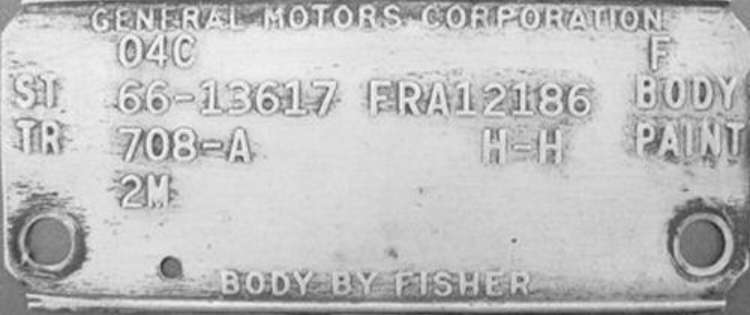 GENERAL MOTORS CORPORATION
04C F
ST 66-13617 FRA12186 BODY
TR 708-A H-H PAINT
2M
BODY BY FISHER